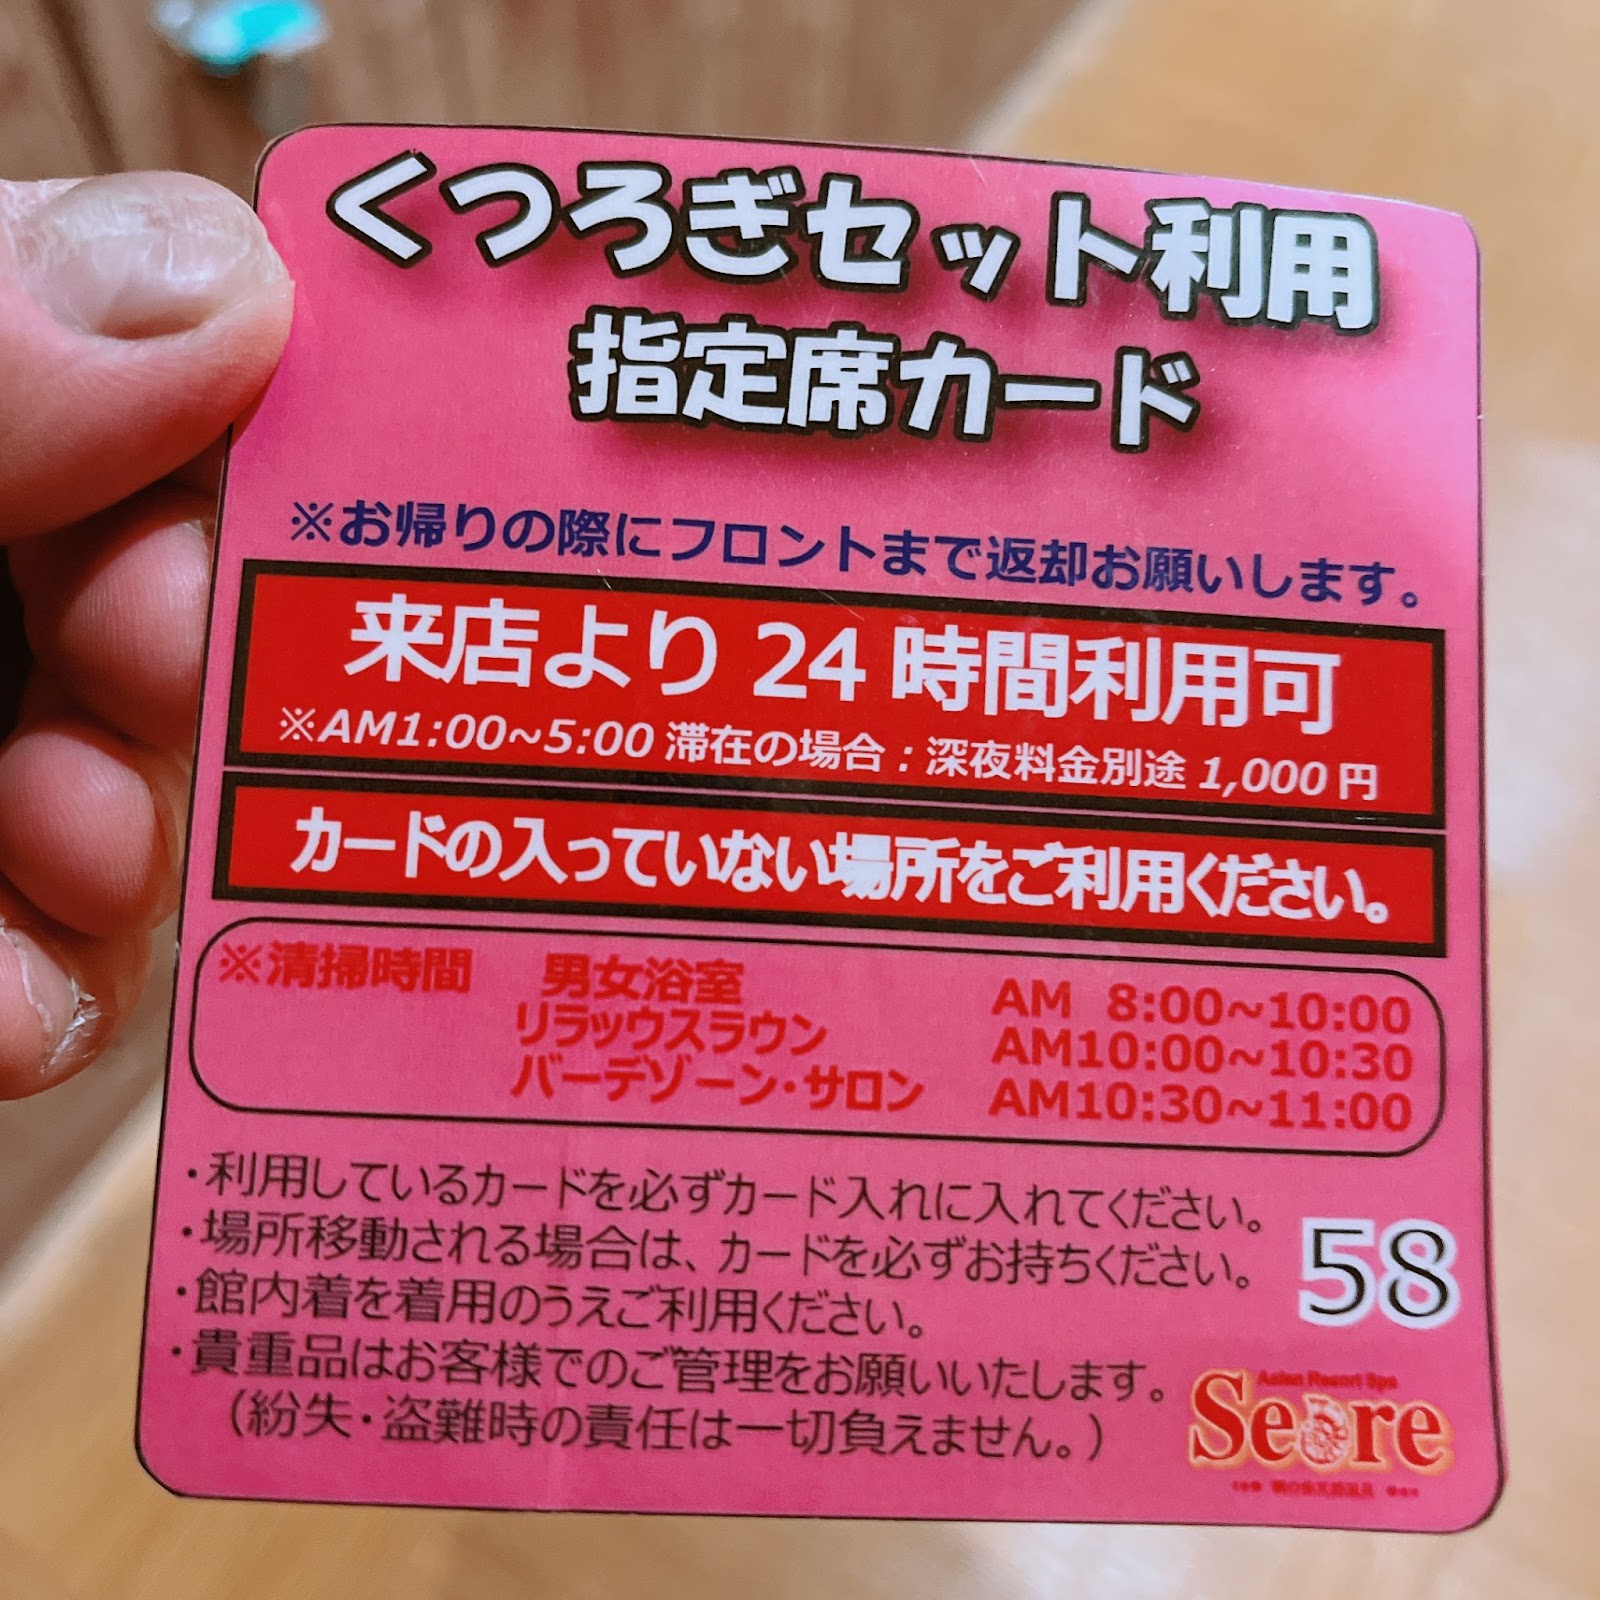 くつろぎセット利用
指定席カード
※お帰りの際にフロントまで返却お願いします。
来店より24時間利用可
※AM1:00~5:00 滞在の場合:深夜料金別途 1,000 円
カードの入っていない場所をご利用ください。
※清掃時間 男女浴室 AM 8:00~10:00
リラックスラウン AM10:00~10:30
バーデゾーン・サロン AM10:30~11:00
・利用しているカードを必ずカード入れに入れてください。
・場所移動される場合は、カードを必ずお持ちください。
・館内着を着用のうえご利用ください。
・貴重品はお客様でのご管理をお願いいたします。
(紛失・盗難時の責任は一切負えません。)
58
Asian Resort Spa
Seare